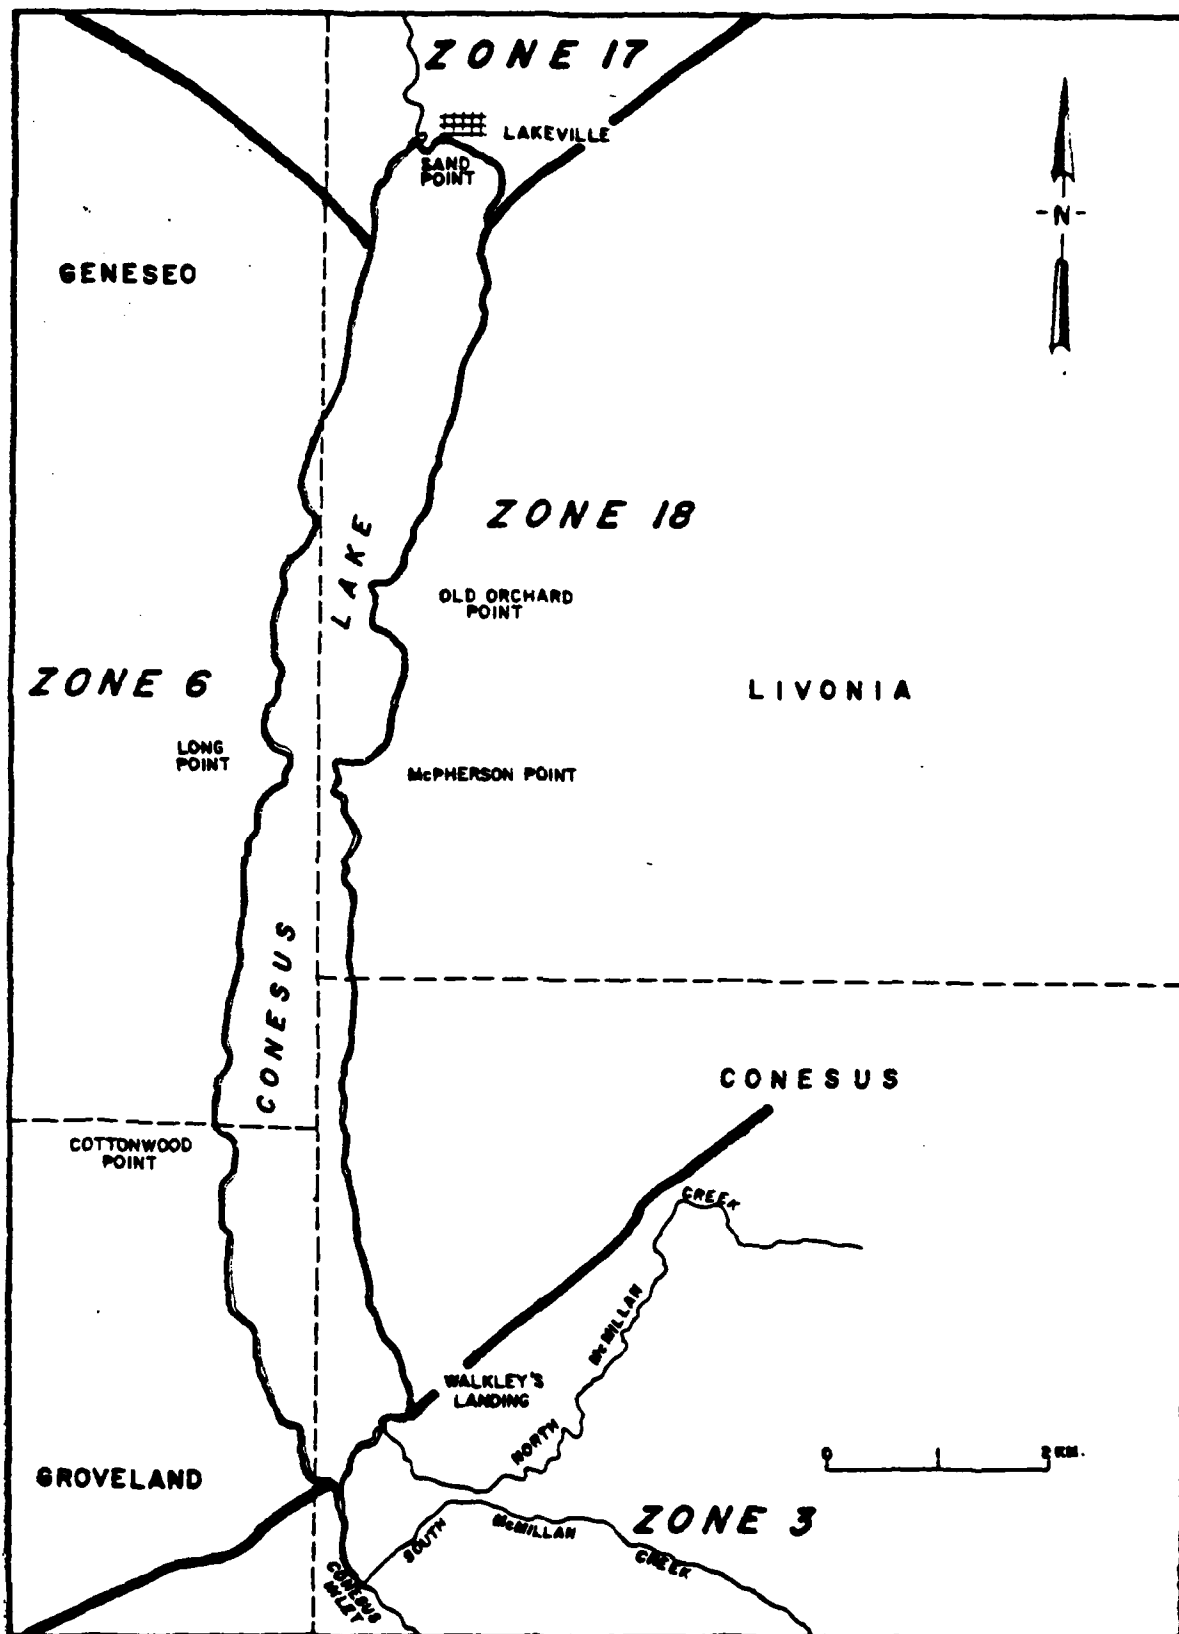 ZONE 17
LAKEVILLE
SAND
POINT
-N-
GENESEO
ZONE 18
LAKE
OLD ORCHARD
POINT
ZONE 6
LIVONIA
LONG
POINT
McPHERSON POINT
CONESUS
CONESUS
COTTONWOOD
POINT
CREEK
McMILLAN
NORTH
WALKLEY'S
LANDING
GROVELAND
0 1 2 KM.
ZONE 3
SOUTH
McMILLAN
CREEK
CONESUS
INLET